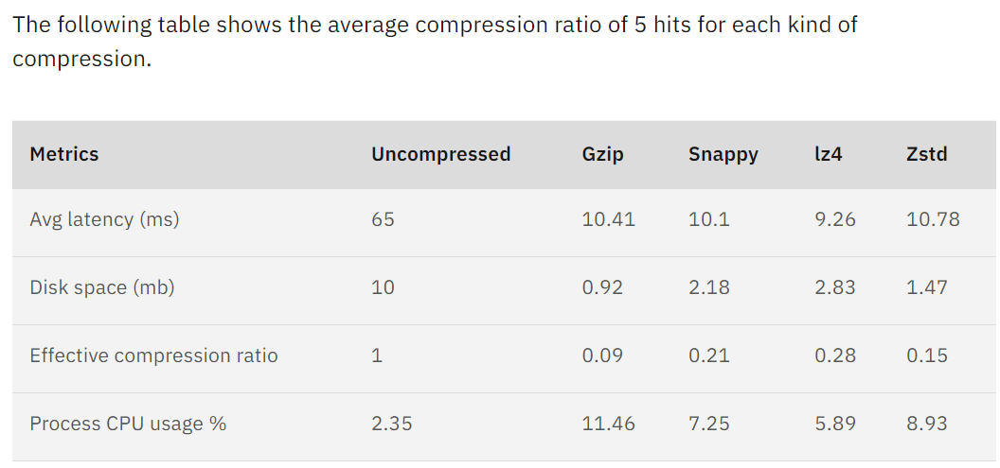 The following table shows the average compression ratio of 5 hits for each kind of
compression.
Metrics Uncompressed Gzip Snappy lz4 Zstd
Avg latency (ms) 65 10.41 10.1 9.26 10.78
Disk space (mb) 10 0.92 2.18 2.83 1.47
Effective compression ratio 1 0.09 0.21 0.28 0.15
Process CPU usage % 2.35 11.46 7.25 5.89 8.93